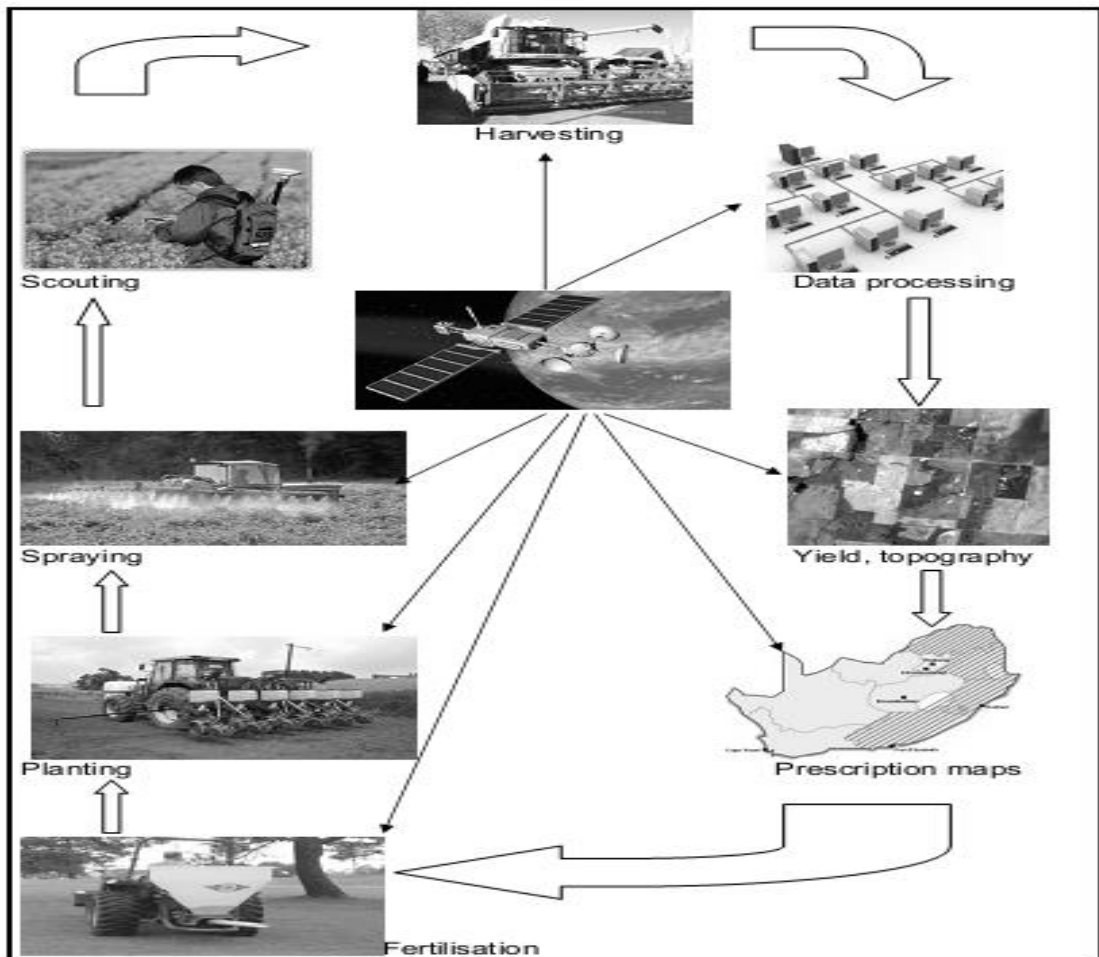 Harvesting
Scouting
Data processing
Spraying
Yield, topography
Planting
Prescription maps
Fertilisation